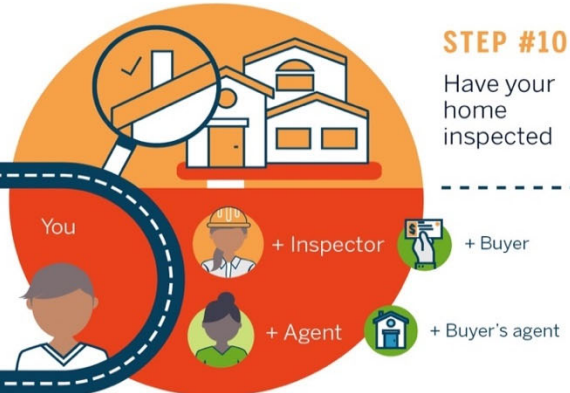 STEP #10
Have your
home
inspected
You
+ Inspector
+ Buyer
+ Agent
+ Buyer's agent
$